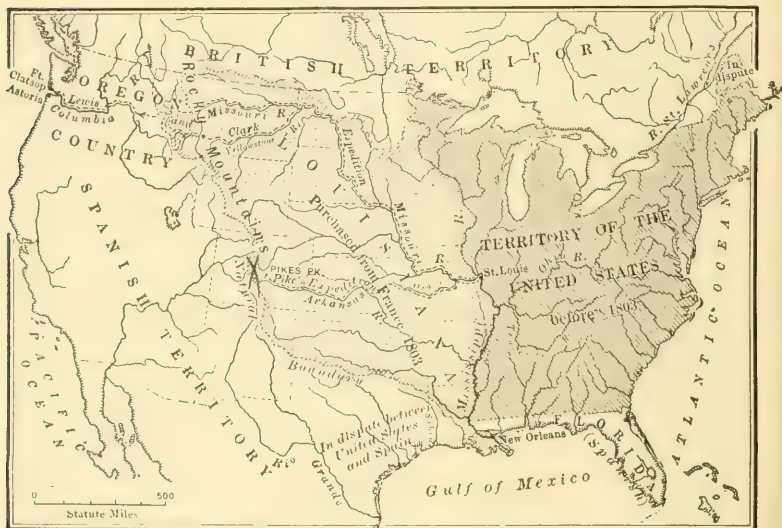 BRITISH TERRITORY
In dispute
R. St. Lawrence
Ft. Clatsop
Astoria
OREGON
COUNTRY
Lewis
Columbia
R.
and
Rocky
Mountains
Missouri R.
Clark
Yellowstone R.
Expedition
LOUISIANA
Purchased from France 1803
Missouri R.
TERRITORY OF THE
UNITED STATES
before 1803
Ohio R.
St. Louis
SPANISH TERRITORY
PIKES PK.
Pike's Expedition
Arkansas R.
Boundary
Mississippi R.
In dispute between
United States
and Spain
Rio Grande
New Orleans
FLORIDA
(Spanish)
Gulf of Mexico
ATLANTIC OCEAN
PACIFIC
OCEAN
0 500
Statute Miles